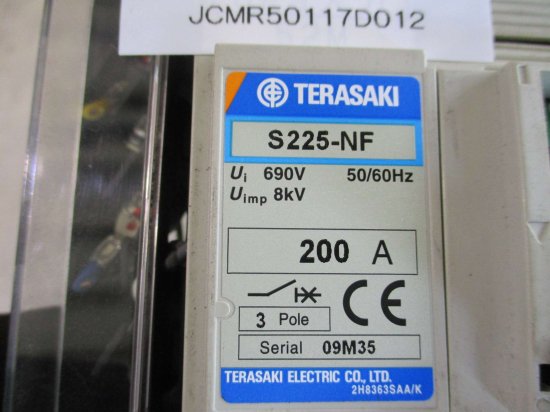 JCMR50117D012
TERASAKI
S225-NF
Ui 690V 50/60Hz
Uimp 8kV
200 A
CE
3 Pole
Serial 09M35
TERASAKI ELECTRIC CO., LTD.
2H8363SAA/K